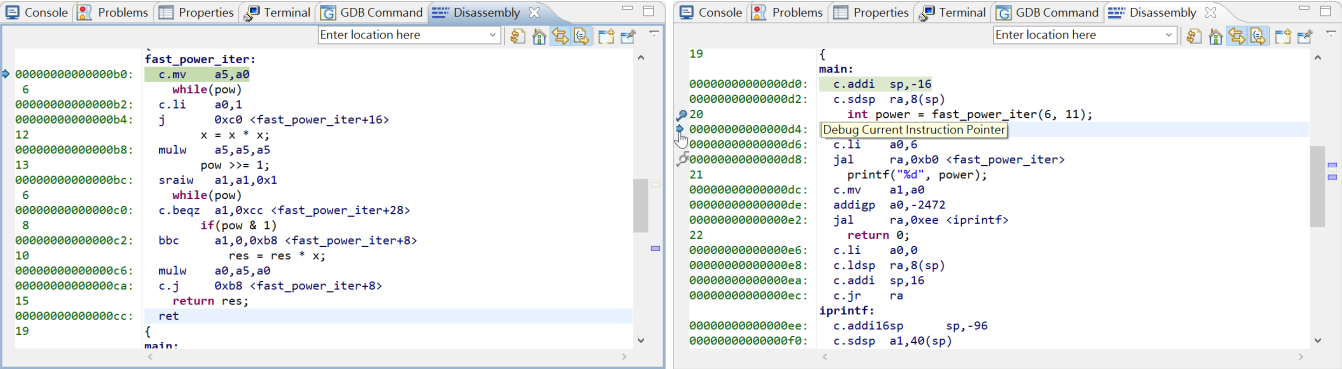 Console Problems Properties Terminal GDB Command Disassembly
Enter location here
{
fast_power_iter:
00000000000000b0: c.mv a5,a0
6 while(pow)
00000000000000b2: c.li a0,1
00000000000000b4: j 0xc0 <fast_power_iter+16>
12 x = x * x;
00000000000000b8: mulw a5,a5,a5
13 pow >>= 1;
00000000000000bc: sraiw a1,a1,0x1
6 while(pow)
00000000000000c0: c.beqz a1,0xcc <fast_power_iter+28>
8 if(pow & 1)
00000000000000c2: bbc a1,0,0xb8 <fast_power_iter+8>
10 res = res * x;
00000000000000c6: mulw a0,a5,a0
00000000000000ca: c.j 0xb8 <fast_power_iter+8>
15 return res;
00000000000000cc: ret
19 {
main:
Console Problems Properties Terminal GDB Command Disassembly
Enter location here
19 {
main:
00000000000000d0: c.addi sp,-16
00000000000000d2: c.sdsp ra,8(sp)
20 int power = fast_power_iter(6, 11);
00000000000000d4: Debug Current Instruction Pointer
00000000000000d6: c.li a0,6
00000000000000d8: jal ra,0xb0 <fast_power_iter>
21 printf("%d", power);
00000000000000dc: c.mv a1,a0
00000000000000de: addigp a0,-2472
00000000000000e2: jal ra,0xee <iprintf>
22 return 0;
00000000000000e6: c.li a0,0
00000000000000e8: c.ldsp ra,8(sp)
00000000000000ea: c.addi sp,16
00000000000000ec: c.jr ra
iprintf:
00000000000000ee: c.addi16sp sp,-96
00000000000000f0: c.sdsp a1,40(sp)